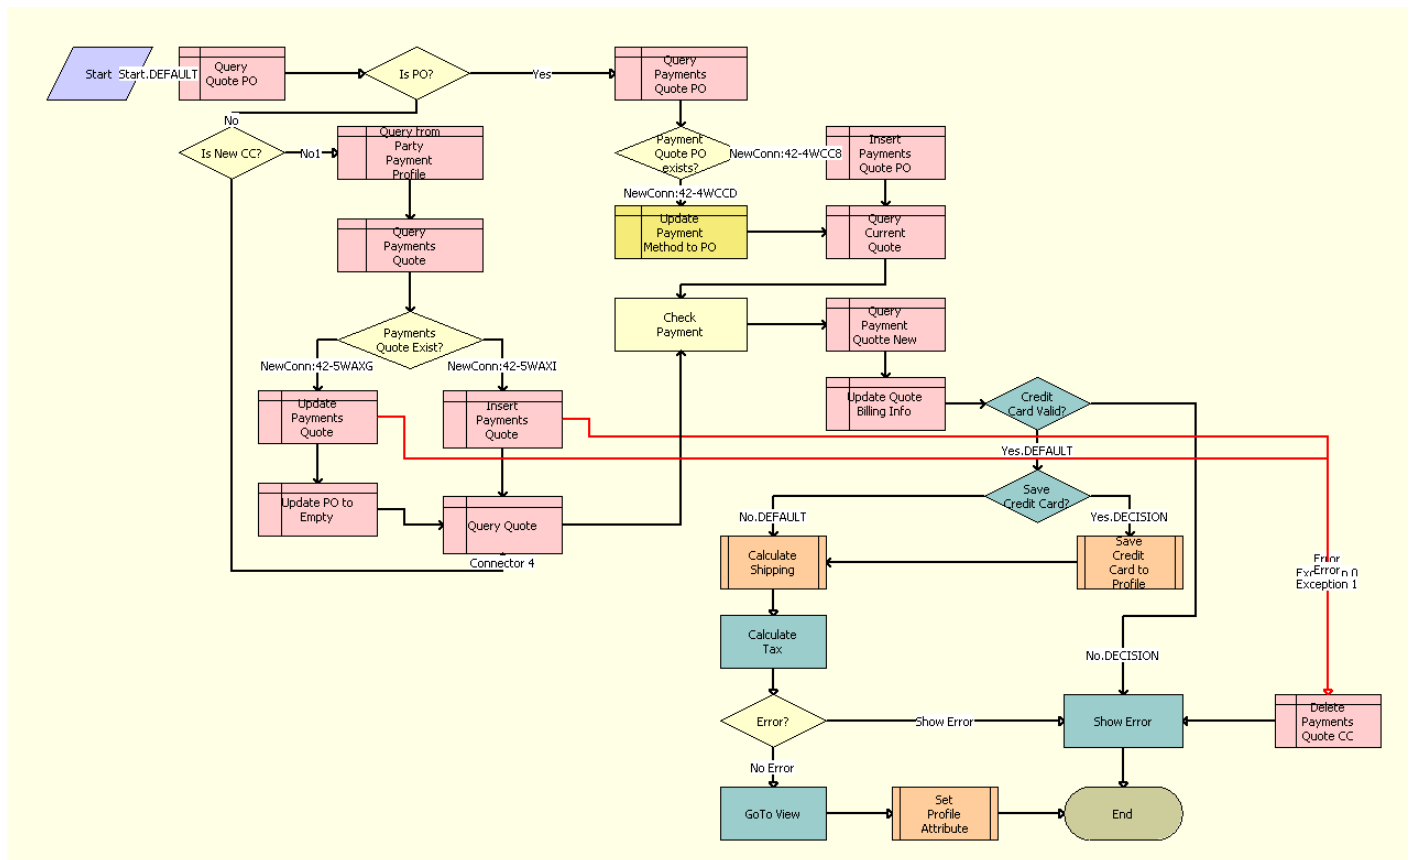 Start
Start.DEFAULT
Query
Quote PO
Is PO?
Yes
Query
Payments
Quote PO
No
Is New CC?
No1
Query from
Party
Payment
Profile
Payment
Quote PO
exists?
NewConn:42-4WCC8
Insert
Payments
Quote PO
NewConn:42-4WCCD
Query
Payments
Quote
Update
Payment
Method to PO
Query
Current
Quote
Payments
Quote Exist?
Check
Payment
Query
Payment
Quotte New
NewConn:42-5WAXG
NewConn:42-5WAXI
Update
Payments
Quote
Insert
Payments
Quote
Update Quote
Billing Info
Credit
Card Valid?
Yes.DEFAULT
Update PO to
Empty
Query Quote
Connector 4
Save
Credit Card?
No.DEFAULT
Yes.DECISION
Calculate
Shipping
Save
Credit
Card to
Profile
Error
Error
Exception 1
Calculate
Tax
No.DECISION
Error?
Show Error
Show Error
Delete
Payments
Quote CC
No Error
GoTo View
Set
Profile
Attribute
End